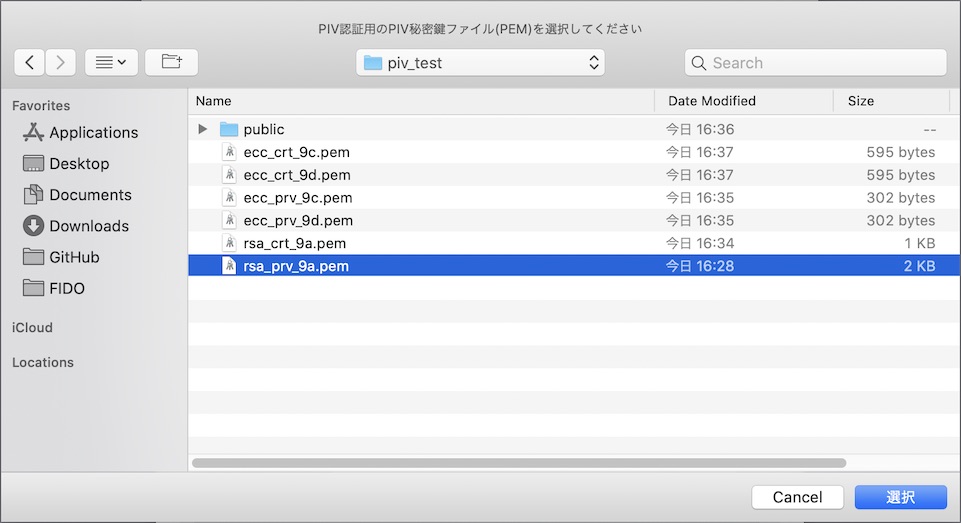 PIV認証用のPIV秘密鍵ファイル(PEM)を選択してください
piv_test
Search
Favorites
Applications
Desktop
Documents
Downloads
GitHub
FIDO
iCloud
Locations
Name Date Modified Size
public 今日 16:36 --
ecc_crt_9c.pem 今日 16:37 595 bytes
ecc_crt_9d.pem 今日 16:37 595 bytes
ecc_prv_9c.pem 今日 16:35 302 bytes
ecc_prv_9d.pem 今日 16:35 302 bytes
rsa_crt_9a.pem 今日 16:34 1 KB
rsa_prv_9a.pem 今日 16:28 2 KB
Cancel 選択